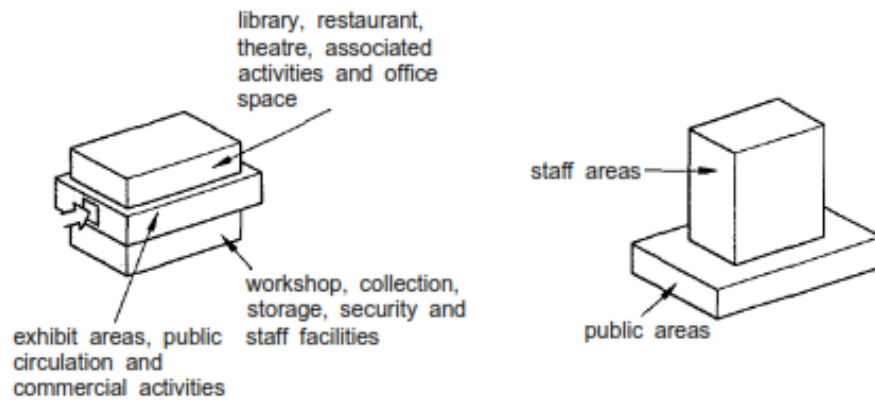 library, restaurant,
theatre, associated
activities and office
space
staff areas
workshop, collection,
storage, security and
staff facilities
exhibit areas, public
circulation and
commercial activities
public areas